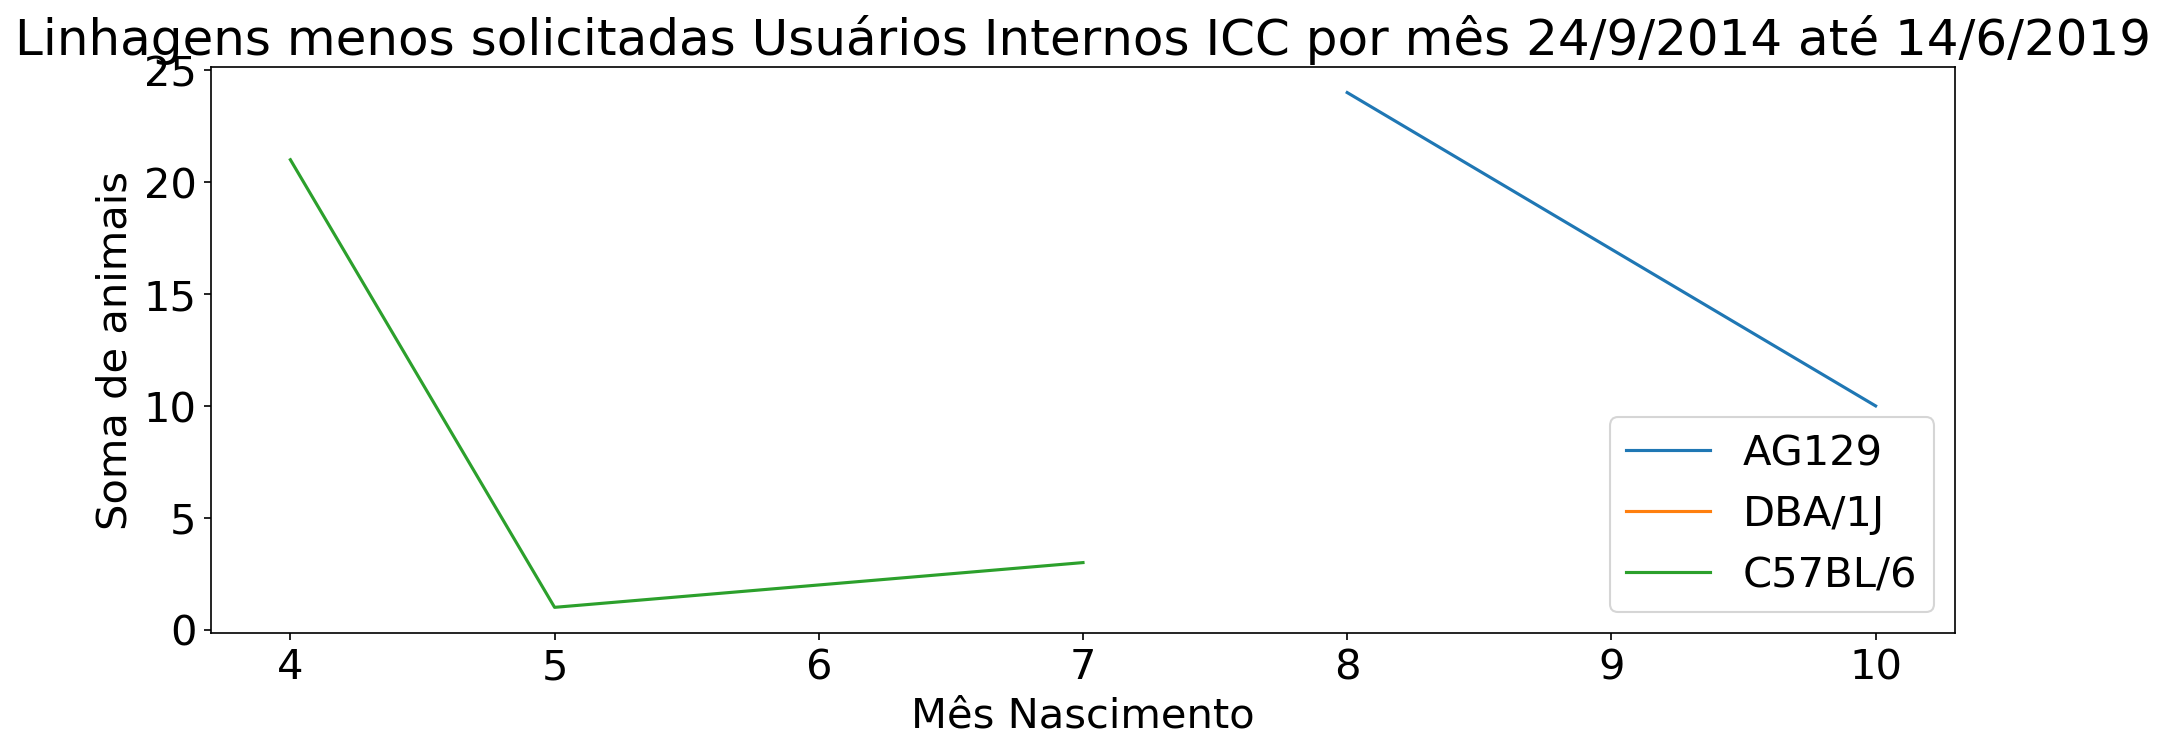 Linhagens menos solicitadas Usuários Internos ICC por mês 24/9/2014 até 14/6/2019
25
20
15
10
5
0
Soma de animais
4 5 6 7 8 9 10
Mês Nascimento
AG129
DBA/1J
C57BL/6